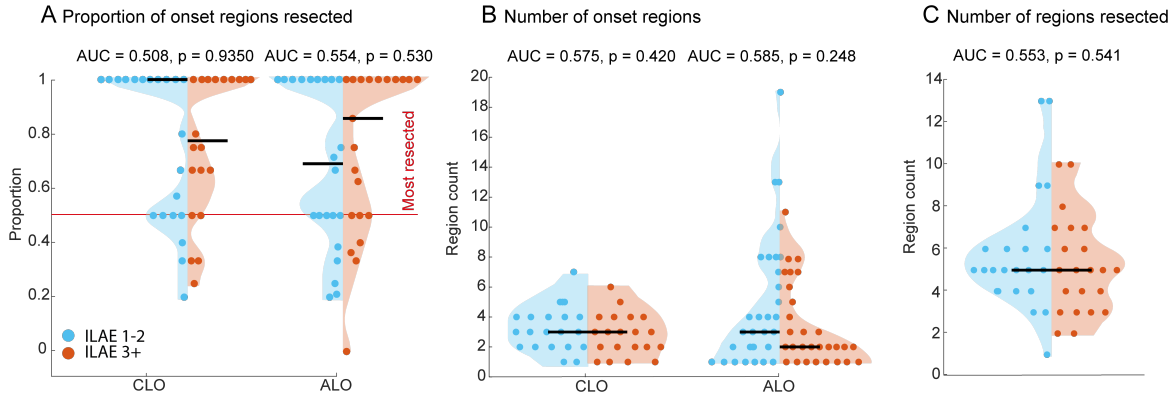 A Proportion of onset regions resected
AUC = 0.508, p = 0.9350
AUC = 0.554, p = 0.530
1
0.8
0.6
0.4
0.2
0
Proportion
Most resected
ILAE 1-2
ILAE 3+
CLO
ALO
B Number of onset regions
AUC = 0.575, p = 0.420
AUC = 0.585, p = 0.248
20
18
16
14
12
10
8
6
4
2
0
Region count
CLO
ALO
C Number of regions resected
AUC = 0.553, p = 0.541
14
12
10
8
6
4
2
0
Region count